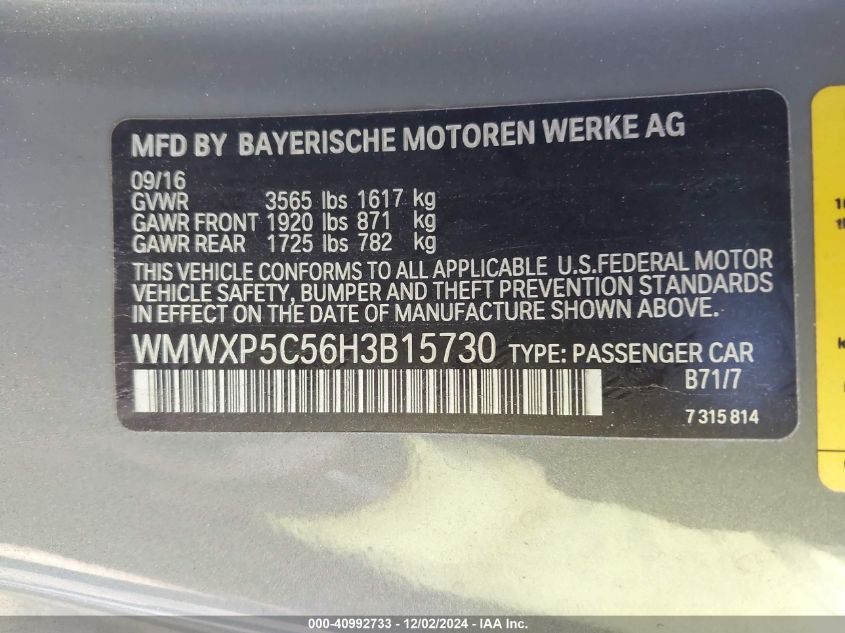 MFD BY BAYERISCHE MOTOREN WERKE AG
09/16
GVWR 3565 lbs 1617 kg
GAWR FRONT 1920 lbs 871 kg
GAWR REAR 1725 lbs 782 kg
THIS VEHICLE CONFORMS TO ALL APPLICABLE U.S.FEDERAL MOTOR
VEHICLE SAFETY, BUMPER AND THEFT PREVENTION STANDARDS
IN EFFECT ON THE DATE OF MANUFACTURE SHOWN ABOVE.
WMWXP5C56H3B15730 TYPE: PASSENGER CAR
B71/7
7 315 814
000-40992733 - 12/02/2024 - IAA Inc.